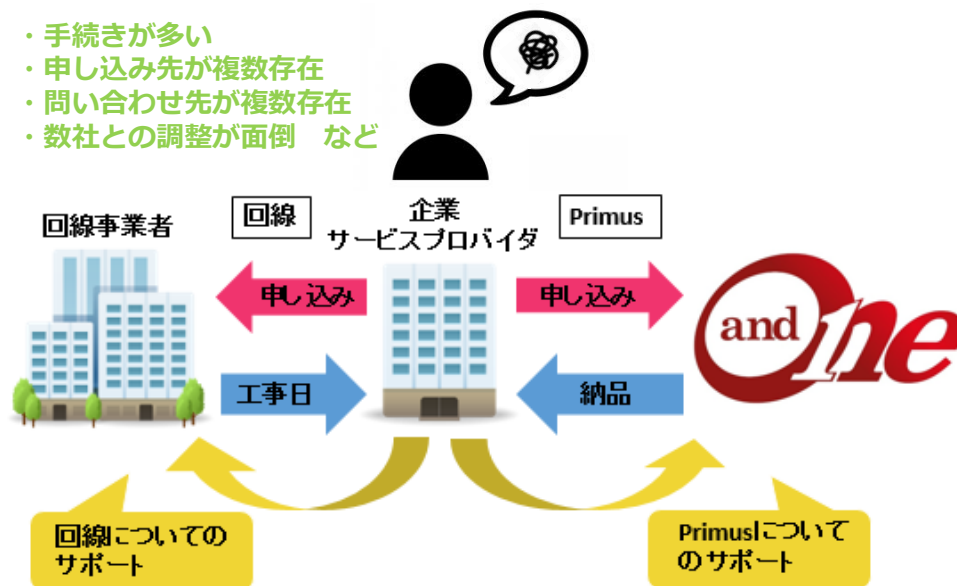 ・手続きが多い
・申し込み先が複数存在
・問い合わせ先が複数存在
・数社との調整が面倒　など
回線事業者
回線
企業
サービスプロバイダ
Primus
申し込み
申し込み
and One
工事日
納品
回線についての
サポート
Primusについて
のサポート